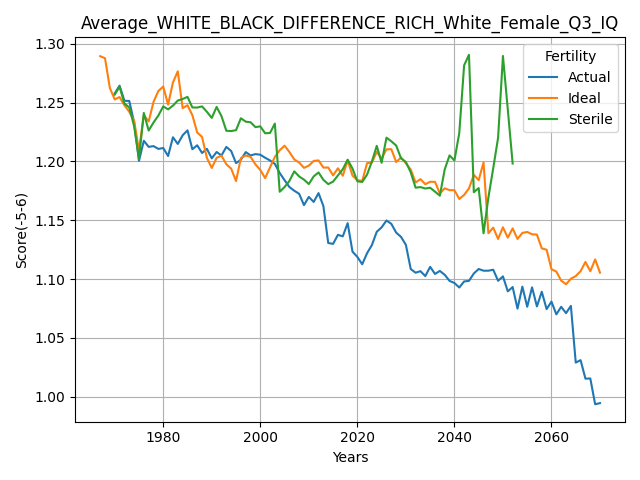 Average_WHITE_BLACK_DIFFERENCE_RICH_White_Female_Q3_IQ
Fertility
Actual
Ideal
Sterile
Score(-5-6)
1.30
1.25
1.20
1.15
1.10
1.05
1.00
1980
2000
2020
2040
2060
Years